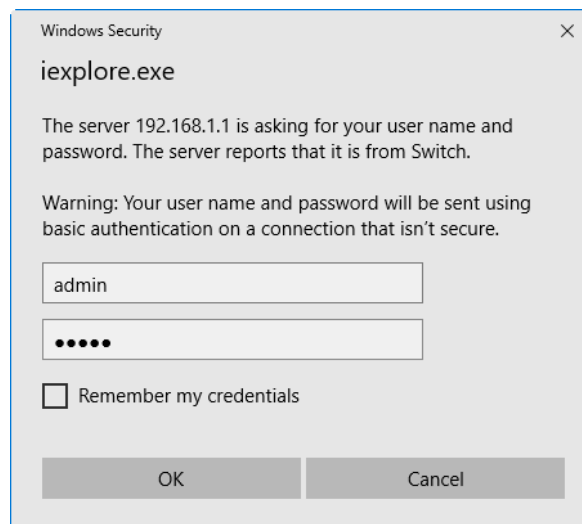 Windows Security
iexplore.exe
The server 192.168.1.1 is asking for your user name and
password. The server reports that it is from Switch.
Warning: Your user name and password will be sent using
basic authentication on a connection that isn’t secure.
admin
●●●●●
Remember my credentials
OK
Cancel